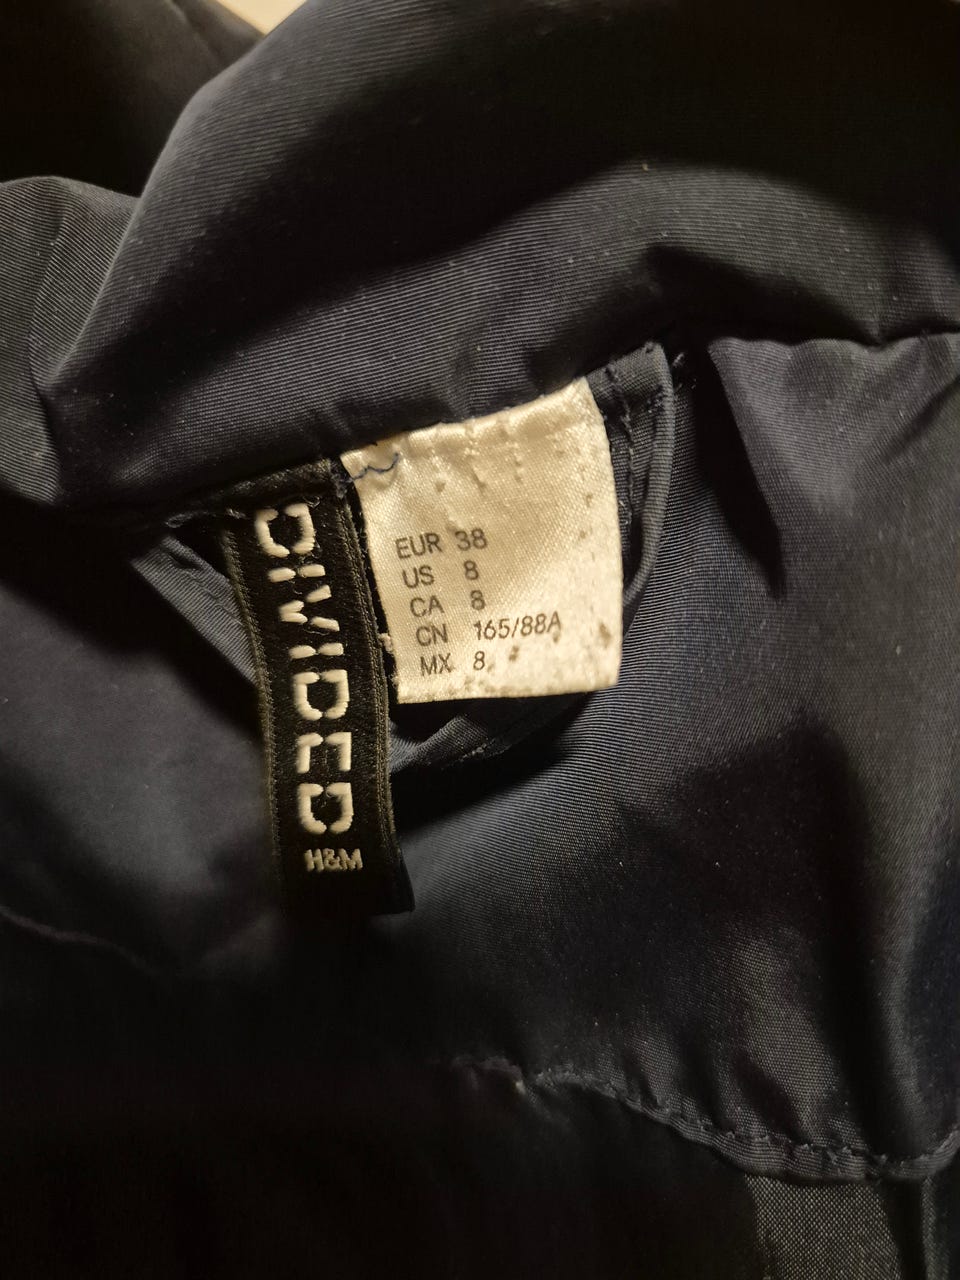 DIVIDED
H&M
EUR 38
US 8
CA 8
CN 165/88A
MX 8